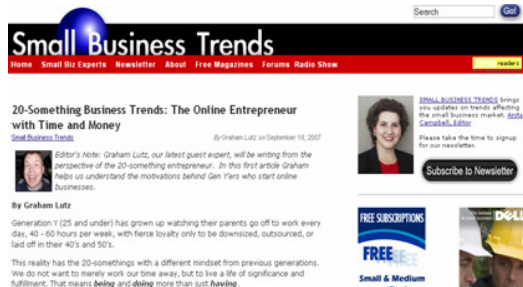 Search
Go!
Small Business Trends
Home Small Biz Experts Newsletter About Free Magazines Forums Radio Show
readers
20-Something Business Trends: The Online Entrepreneur
with Time and Money
Small Business Trends
By Graham Lutz on September 19, 2007
Editor's Note: Graham Lutz, our latest guest expert, will be writing from the
perspective of the 20-something entrepreneur. In this first article Graham
helps us understand the motivations behind Gen Y'ers who start online
businesses.
By Graham Lutz
Generation Y (25 and under) has grown up watching their parents go off to work every
day, 40 - 60 hours per week, with fierce loyalty only to be downsized, outsourced, or
laid off in their 40's and 50's.
This reality has the 20-somethings with a different mindset from previous generations.
We do not want to merely work our time away, but to live a life of significance and
fulfillment. That means being and doing more than just having.
SMALL BUSINESS TRENDS brings
you updates on trends affecting
the small business market. Anita
Campbell, Editor
Please take the time to signup
for our newsletter.
Subscribe to Newsletter
FREE SUBSCRIPTIONS
FREE
Small & Medium
DELL